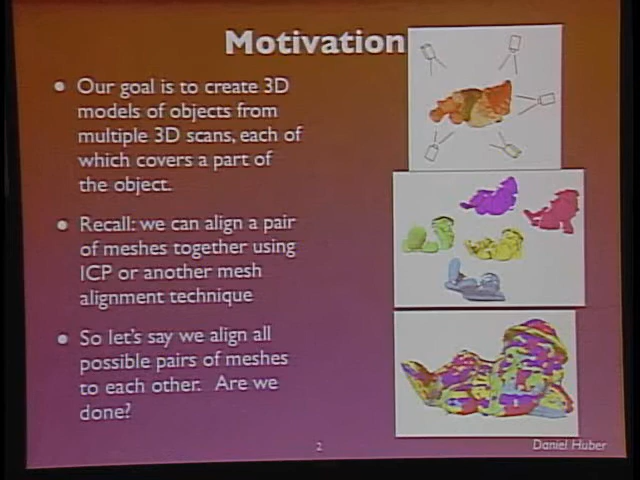 Motivation
• Our goal is to create 3D
models of objects from
multiple 3D scans, each of
which covers a part of
the object.
• Recall: we can align a pair
of meshes together using
ICP or another mesh
alignment technique
• So let's say we align all
possible pairs of meshes
to each other. Are we
done?
2
Daniel Huber